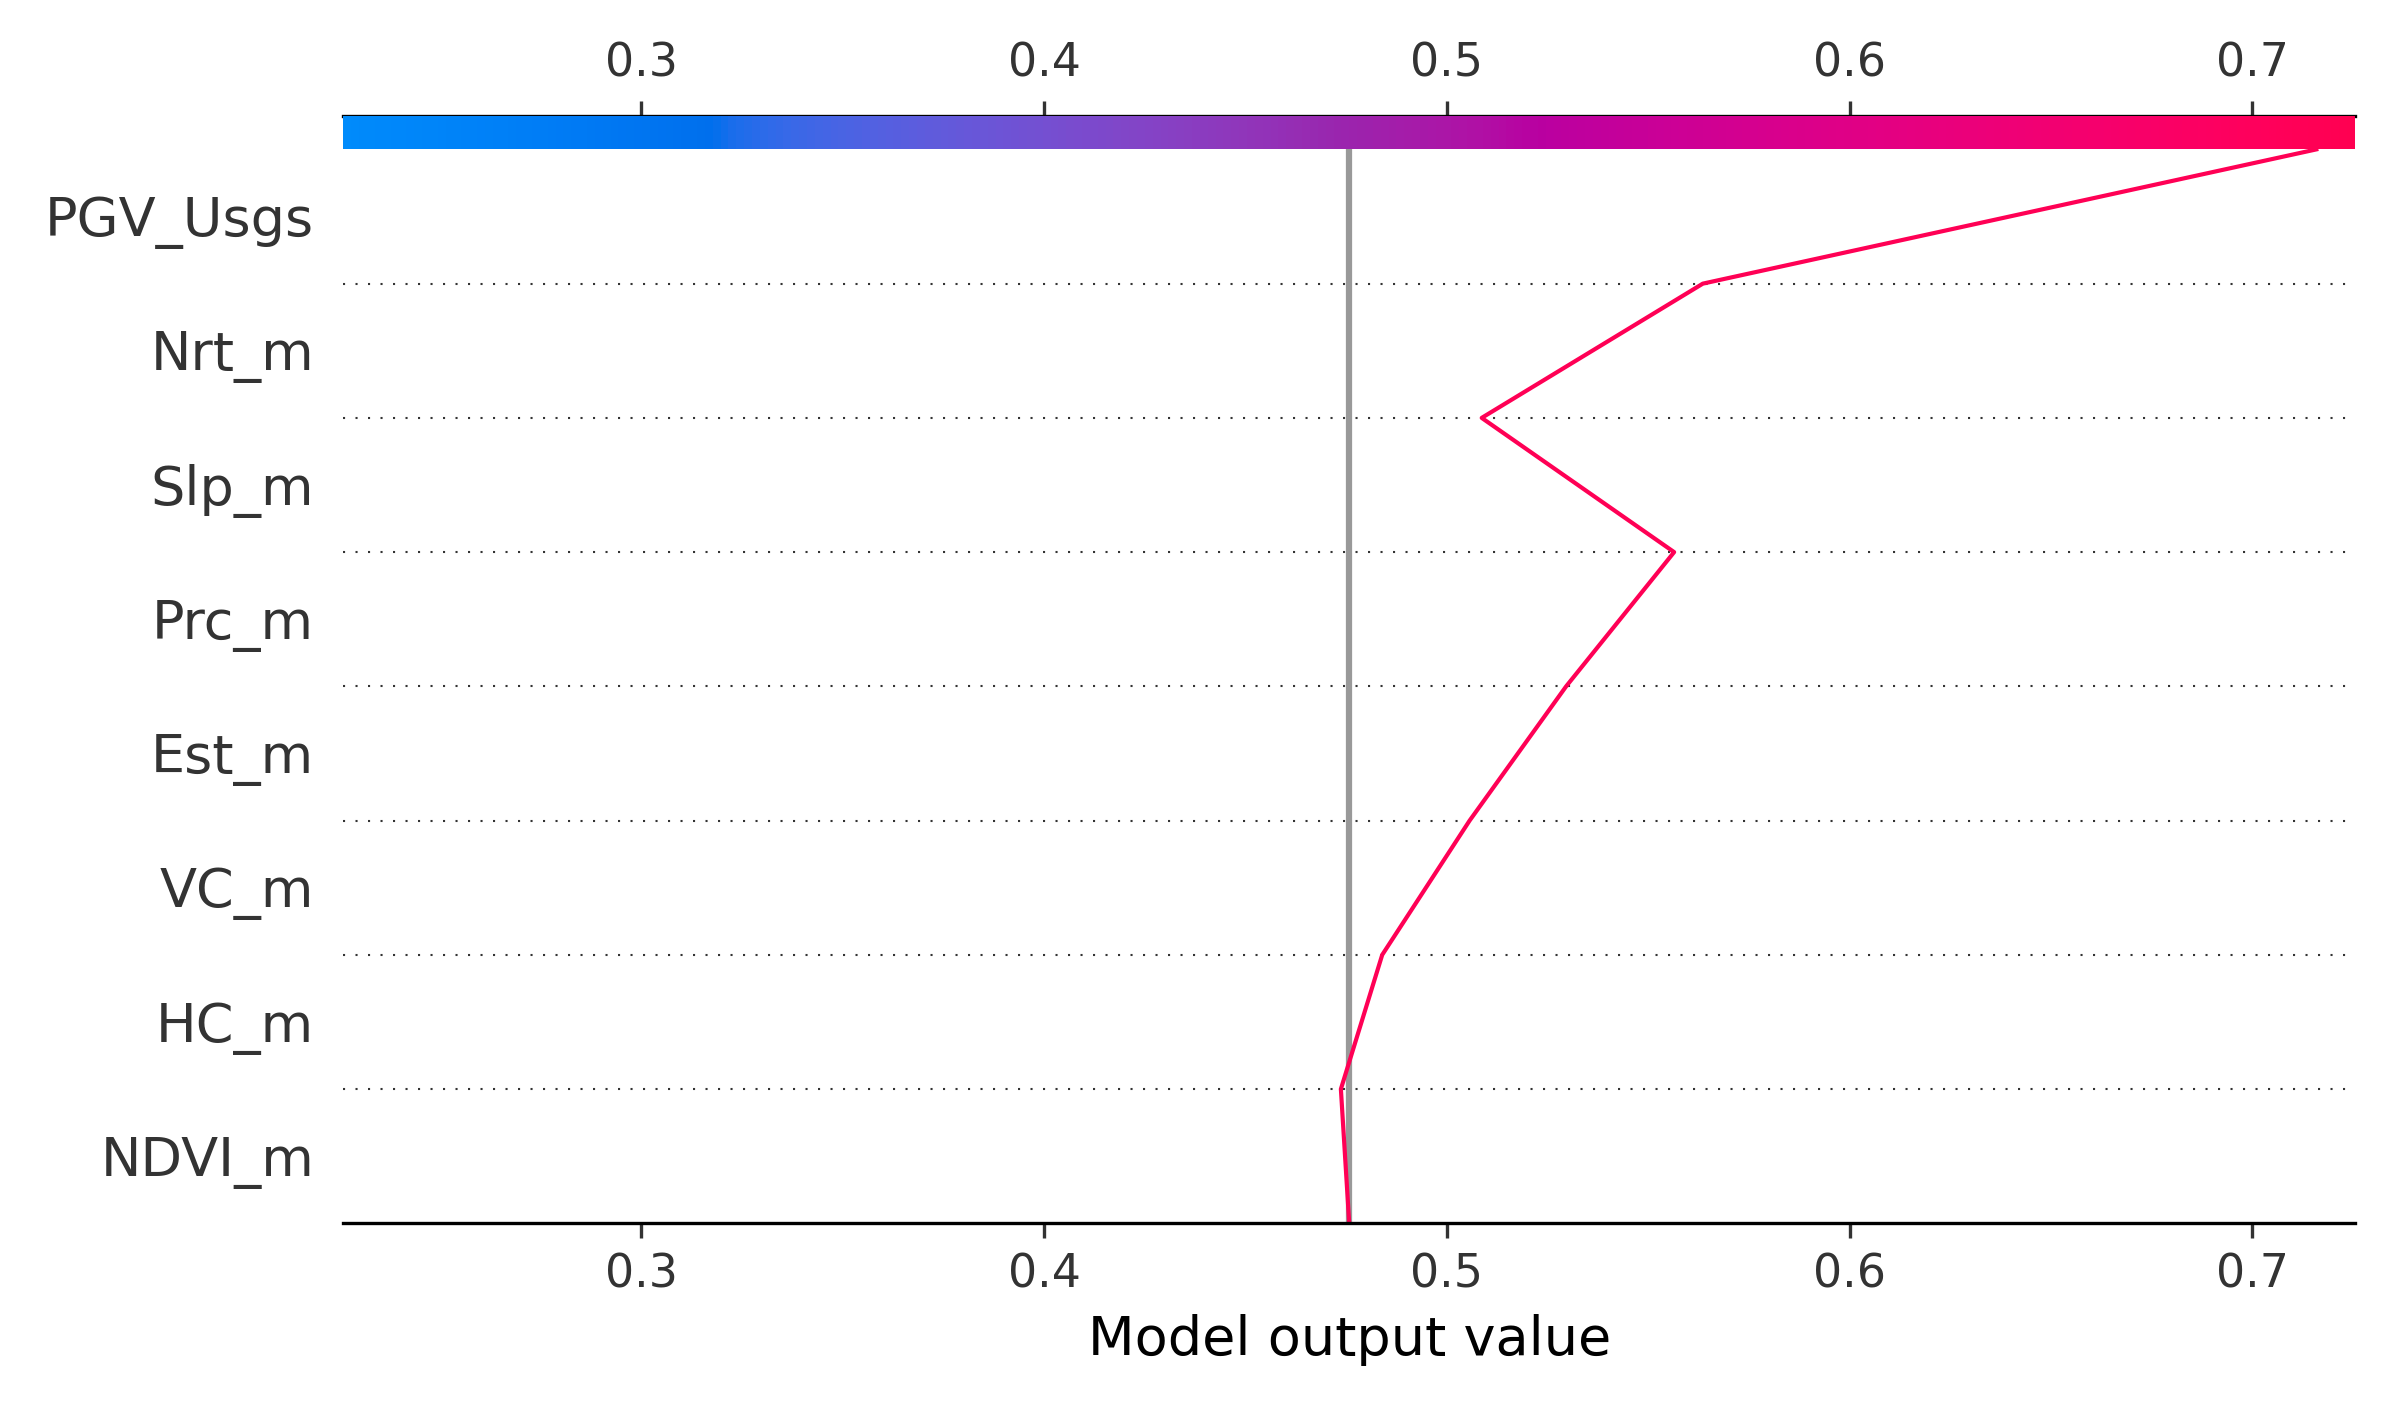 0.3 0.4 0.5 0.6 0.7
PGV_Usgs
Nrt_m
Slp_m
Prc_m
Est_m
VC_m
HC_m
NDVI_m
0.3 0.4 0.5 0.6 0.7
Model output value